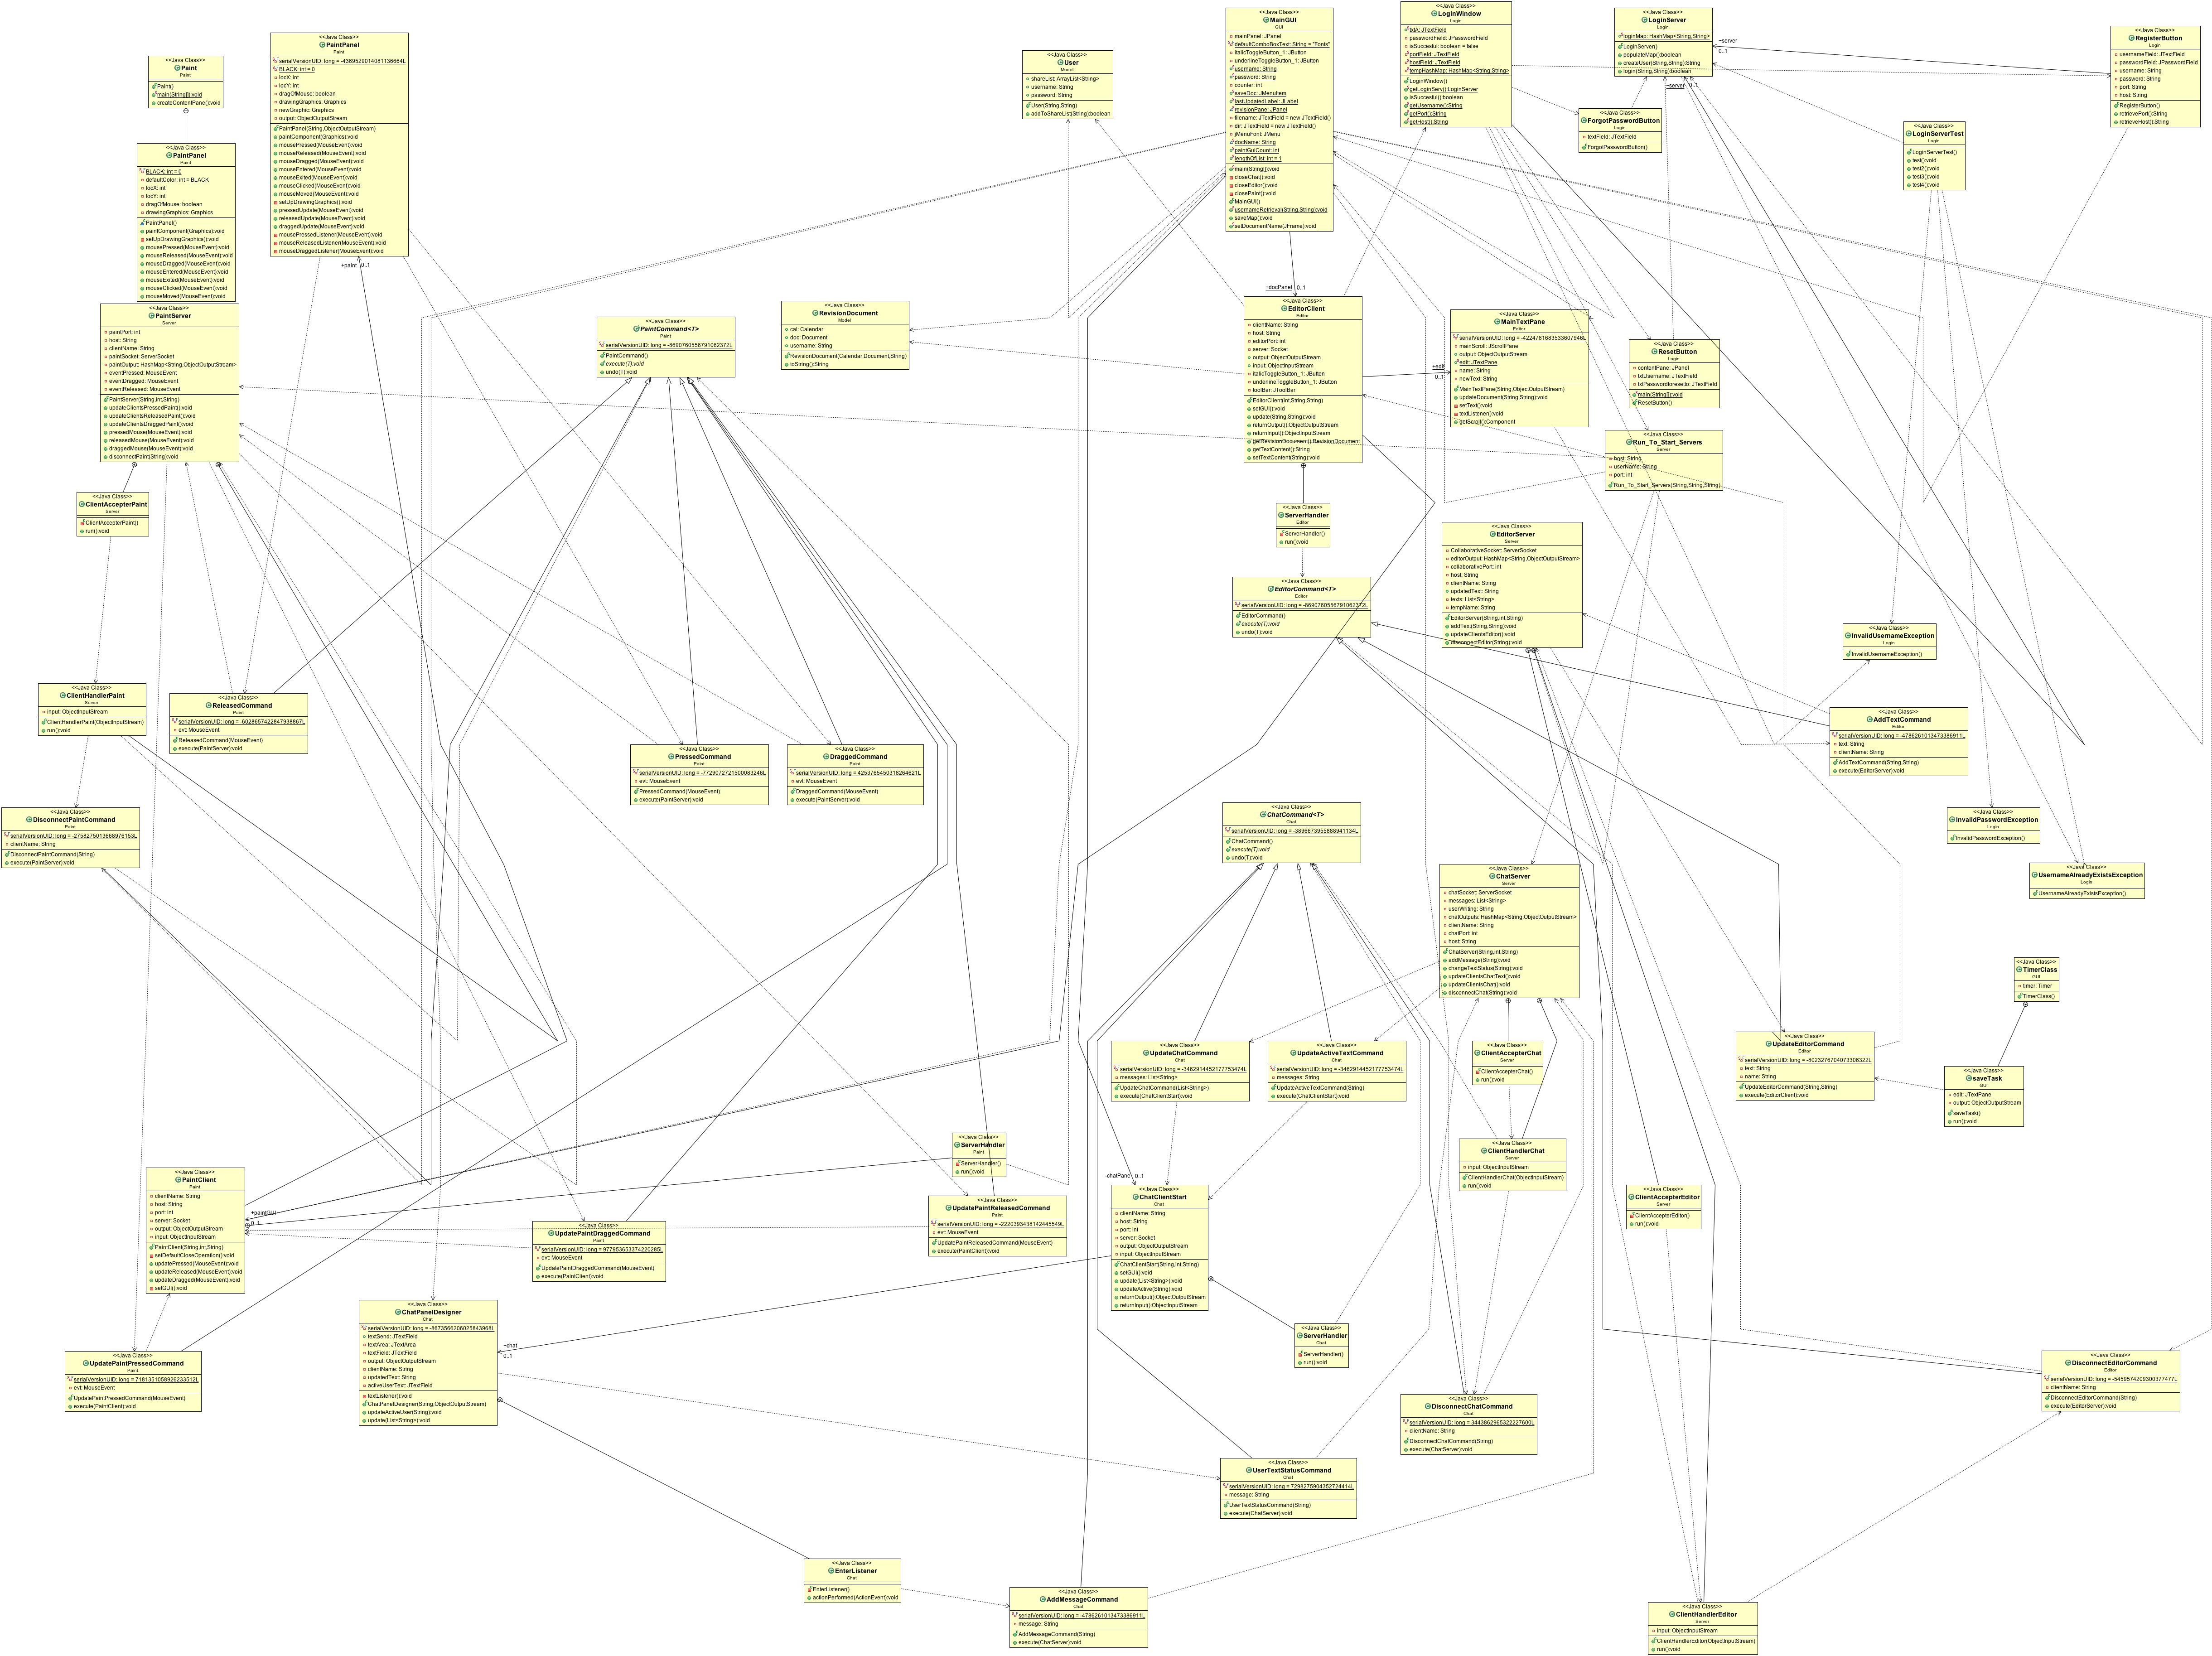 <<Java Class>>
Paint
Paint
Paint()
main(String[]):void
createContentPane():void
<<Java Class>>
PaintPanel
Paint
BLACK: int = 0
defaultColor: int = BLACK
locX: int
locY: int
dragOfMouse: boolean
drawingGraphics: Graphics
PaintPanel()
paintComponent(Graphics):void
setUpDrawingGraphics():void
mousePressed(MouseEvent):void
mouseReleased(MouseEvent):void
mouseDragged(MouseEvent):void
mouseEntered(MouseEvent):void
mouseExited(MouseEvent):void
mouseClicked(MouseEvent):void
mouseMoved(MouseEvent):void
<<Java Class>>
PaintPanel
Paint
serialVersionUID: long = -4369529014081136664L
BLACK: int = 0
locX: int
locY: int
dragOfMouse: boolean
drawingGraphics: Graphics
newGraphic: Graphics
output: ObjectOutputStream
PaintPanel(String,ObjectOutputStream)
paintComponent(Graphics):void
mousePressed(MouseEvent):void
mouseReleased(MouseEvent):void
mouseDragged(MouseEvent):void
mouseEntered(MouseEvent):void
mouseExited(MouseEvent):void
mouseClicked(MouseEvent):void
mouseMoved(MouseEvent):void
setUpDrawingGraphics():void
pressedUpdate(MouseEvent):void
releasedUpdate(MouseEvent):void
draggedUpdate(MouseEvent):void
mousePressedListener(MouseEvent):void
mouseReleasedListener(MouseEvent):void
mouseDraggedListener(MouseEvent):void
+paint 0..1
<<Java Class>>
User
Model
shareList: ArrayList<String>
username: String
password: String
User(String,String)
addToShareList(String):boolean
<<Java Class>>
MainGUI
GUI
mainPanel: JPanel
defaultComboBoxText: String = "Fonts"
italicToggleButton_1: JButton
underlineToggleButton_1: JButton
username: String
password: String
counter: int
saveDoc: JMenuItem
lastUpdatedLabel: JLabel
revisionPane: JPanel
filename: JTextField = new JTextField()
dir: JTextField = new JTextField()
jMenuFont: JMenu
docName: String
paintGuiCount: int
lengthOfList: int = 1
main(String[]):void
closeChat():void
closeEditor():void
closePaint():void
MainGUI()
usernameRetrieval(String,String):void
saveMap():void
setDocumentName(JFrame):void
+docPanel 0..1
<<Java Class>>
LoginWindow
Login
txtA: JTextField
passwordField: JPasswordField
isSuccesful: boolean = false
portField: JTextField
hostField: JTextField
tempHashMap: HashMap<String,String>
LoginWindow()
getLoginServ():LoginServer
isSuccesful():boolean
getUsername():String
getPort():String
getHost():String
<<Java Class>>
LoginServer
Login
loginMap: HashMap<String,String>
LoginServer()
populateMap():boolean
createUser(String,String):String
login(String,String):boolean
~server
0..1
~server 0..1
<<Java Class>>
ForgotPasswordButton
Login
textField: JTextField
ForgotPasswordButton()
<<Java Class>>
LoginServerTest
Login
LoginServerTest()
test():void
test2():void
test3():void
test4():void
<<Java Class>>
RegisterButton
Login
usernameField: JTextField
passwordField: JPasswordField
username: String
password: String
port: String
host: String
RegisterButton()
retrievePort():String
retrieveHost():String
<<Java Class>>
PaintServer
Server
paintPort: int
host: String
clientName: String
paintSocket: ServerSocket
paintOutput: HashMap<String,ObjectOutputStream>
eventPressed: MouseEvent
eventDragged: MouseEvent
eventReleased: MouseEvent
PaintServer(String,int,String)
updateClientsPressedPaint():void
updateClientsReleasedPaint():void
updateClientsDraggedPaint():void
pressedMouse(MouseEvent):void
releasedMouse(MouseEvent):void
draggedMouse(MouseEvent):void
disconnectPaint(String):void
<<Java Class>>
PaintCommand<T>
Paint
serialVersionUID: long = -8690760556791062372L
PaintCommand()
execute(T):void
undo(T):void
<<Java Class>>
RevisionDocument
Model
cal: Calendar
doc: Document
username: String
RevisionDocument(Calendar,Document,String)
toString():String
<<Java Class>>
EditorClient
Editor
clientName: String
host: String
editorPort: int
server: Socket
output: ObjectOutputStream
input: ObjectInputStream
italicToggleButton_1: JButton
underlineToggleButton_1: JButton
toolBar: JToolBar
EditorClient(int,String,String)
setGUI():void
update(String,String):void
returnOutput():ObjectOutputStream
returnInput():ObjectInputStream
getRevisionDocument():RevisionDocument
getTextContent():String
setTextContent(String):void
+edit
0..1
<<Java Class>>
MainTextPane
Editor
serialVersionUID: long = -4224781683533607946L
mainScroll: JScrollPane
output: ObjectOutputStream
edit: JTextPane
name: String
newText: String
MainTextPane(String,ObjectOutputStream)
updateDocument(String,String):void
setText():void
textListener():void
getScroll():Component
<<Java Class>>
ResetButton
Login
contentPane: JPanel
txtUsername: JTextField
txtPasswordtoresetto: JTextField
main(String[]):void
ResetButton()
<<Java Class>>
Run_To_Start_Servers
Server
host: String
userName: String
port: int
Run_To_Start_Servers(String,String,String)
<<Java Class>>
ClientAccepterPaint
Server
ClientAccepterPaint()
run():void
<<Java Class>>
ServerHandler
Editor
ServerHandler()
run():void
<<Java Class>>
EditorCommand<T>
Editor
serialVersionUID: long = -8690760556791062372L
EditorCommand()
execute(T):void
undo(T):void
<<Java Class>>
EditorServer
Server
CollaborativeSocket: ServerSocket
editorOutput: HashMap<String,ObjectOutputStream>
collaborativePort: int
host: String
clientName: String
updatedText: String
texts: List<String>
tempName: String
EditorServer(String,int,String)
addText(String,String):void
updateClientsEditor():void
disconnectEditor(String):void
<<Java Class>>
InvalidUsernameException
Login
InvalidUsernameException()
<<Java Class>>
ClientHandlerPaint
Server
input: ObjectInputStream
ClientHandlerPaint(ObjectInputStream)
run():void
<<Java Class>>
ReleasedCommand
Paint
serialVersionUID: long = -6028657422847938867L
evt: MouseEvent
ReleasedCommand(MouseEvent)
execute(PaintServer):void
<<Java Class>>
PressedCommand
Paint
serialVersionUID: long = -7729072721500083246L
evt: MouseEvent
PressedCommand(MouseEvent)
execute(PaintServer):void
<<Java Class>>
DraggedCommand
Paint
serialVersionUID: long = 4253765450318264621L
evt: MouseEvent
DraggedCommand(MouseEvent)
execute(PaintServer):void
<<Java Class>>
AddTextCommand
Editor
serialVersionUID: long = -4786261013473386911L
text: String
clientName: String
AddTextCommand(String,String)
execute(EditorServer):void
<<Java Class>>
DisconnectPaintCommand
Paint
serialVersionUID: long = -2758275013668976153L
clientName: String
DisconnectPaintCommand(String)
execute(PaintServer):void
<<Java Class>>
ChatCommand<T>
Chat
serialVersionUID: long = -3896673955888941134L
ChatCommand()
execute(T):void
undo(T):void
<<Java Class>>
InvalidPasswordException
Login
InvalidPasswordException()
<<Java Class>>
UsernameAlreadyExistsException
Login
UsernameAlreadyExistsException()
<<Java Class>>
ChatServer
Server
chatSocket: ServerSocket
messages: List<String>
userWriting: String
chatOutputs: HashMap<String,ObjectOutputStream>
clientName: String
chatPort: int
host: String
ChatServer(String,int,String)
addMessage(String):void
changeTextStatus(String):void
updateClientsChatText():void
updateClientsChat():void
disconnectChat(String):void
<<Java Class>>
TimerClass
GUI
timer: Timer
TimerClass()
<<Java Class>>
UpdateChatCommand
Chat
serialVersionUID: long = -3462914452177753474L
messages: List<String>
UpdateChatCommand(List<String>)
execute(ChatClientStart):void
<<Java Class>>
UpdateActiveTextCommand
Chat
serialVersionUID: long = -3462914452177753474L
messages: String
UpdateActiveTextCommand(String)
execute(ChatClientStart):void
<<Java Class>>
ClientAccepterChat
Server
ClientAccepterChat()
run():void
<<Java Class>>
UpdateEditorCommand
Editor
serialVersionUID: long = -8023276704073306322L
text: String
name: String
UpdateEditorCommand(String,String)
execute(EditorClient):void
<<Java Class>>
saveTask
GUI
edit: JTextPane
output: ObjectOutputStream
saveTask()
run():void
<<Java Class>>
ServerHandler
Paint
ServerHandler()
run():void
<<Java Class>>
ClientHandlerChat
Server
input: ObjectInputStream
ClientHandlerChat(ObjectInputStream)
run():void
<<Java Class>>
PaintClient
Paint
clientName: String
host: String
port: int
server: Socket
output: ObjectOutputStream
input: ObjectInputStream
PaintClient(String,int,String)
setDefaultCloseOperation():void
updatePressed(MouseEvent):void
updateReleased(MouseEvent):void
updateDragged(MouseEvent):void
setGUI():void
+paintGUI
0..1
<<Java Class>>
UpdatePaintReleasedCommand
Paint
serialVersionUID: long = -2220393438142445549L
evt: MouseEvent
UpdatePaintReleasedCommand(MouseEvent)
execute(PaintClient):void
<<Java Class>>
UpdatePaintDraggedCommand
Paint
serialVersionUID: long = 977953653374220285L
evt: MouseEvent
UpdatePaintDraggedCommand(MouseEvent)
execute(PaintClient):void
-chatPane 0..1
<<Java Class>>
ChatClientStart
Chat
clientName: String
host: String
port: int
server: Socket
output: ObjectOutputStream
input: ObjectInputStream
ChatClientStart(String,int,String)
setGUI():void
update(List<String>):void
updateActive(String):void
returnOutput():ObjectOutputStream
returnInput():ObjectInputStream
<<Java Class>>
ClientAccepterEditor
Server
ClientAccepterEditor()
run():void
<<Java Class>>
ChatPanelDesigner
Chat
serialVersionUID: long = -8673566206025843968L
textSend: JTextField
textArea: JTextArea
textField: JTextField
output: ObjectOutputStream
clientName: String
updatedText: String
activeUserText: JTextField
textListener():void
ChatPanelDesigner(String,ObjectOutputStream)
updateActiveUser(String):void
update(List<String>):void
+chat
0..1
<<Java Class>>
ServerHandler
Chat
ServerHandler()
run():void
<<Java Class>>
UpdatePaintPressedCommand
Paint
serialVersionUID: long = 7181351058926233512L
evt: MouseEvent
UpdatePaintPressedCommand(MouseEvent)
execute(PaintClient):void
<<Java Class>>
DisconnectEditorCommand
Editor
serialVersionUID: long = -5459574209300377477L
clientName: String
DisconnectEditorCommand(String)
execute(EditorServer):void
<<Java Class>>
DisconnectChatCommand
Chat
serialVersionUID: long = 3443862965322227600L
clientName: String
DisconnectChatCommand(String)
execute(ChatServer):void
<<Java Class>>
UserTextStatusCommand
Chat
serialVersionUID: long = 7298275904352724414L
message: String
UserTextStatusCommand(String)
execute(ChatServer):void
<<Java Class>>
EnterListener
Chat
EnterListener()
actionPerformed(ActionEvent):void
<<Java Class>>
AddMessageCommand
Chat
serialVersionUID: long = -4786261013473386911L
message: String
AddMessageCommand(String)
execute(ChatServer):void
<<Java Class>>
ClientHandlerEditor
Server
input: ObjectInputStream
ClientHandlerEditor(ObjectInputStream)
run():void